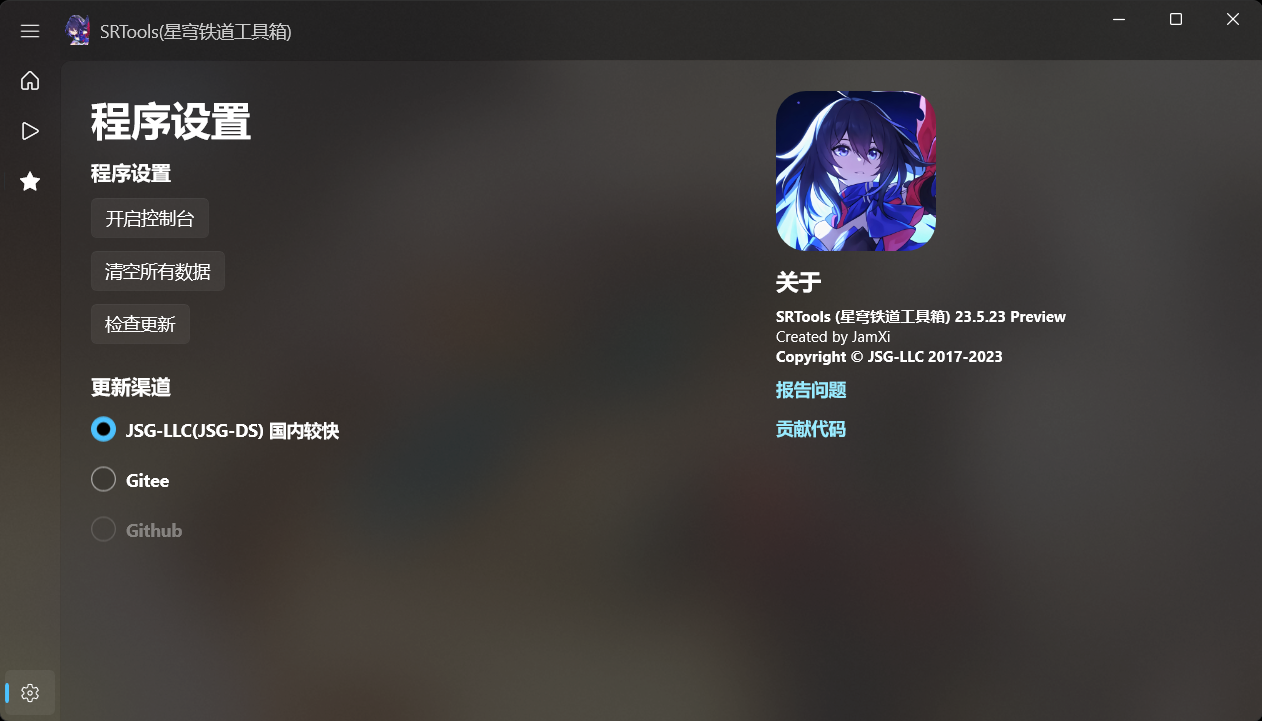 SRTools(星穹铁道工具箱)
程序设置
程序设置
开启控制台
清空所有数据
检查更新
更新渠道
JSG-LLC(JSG-DS) 国内较快
Gitee
Github
关于
SRTools (星穹铁道工具箱) 23.5.23 Preview
Created by JamXi
Copyright © JSG-LLC 2017-2023
报告问题
贡献代码